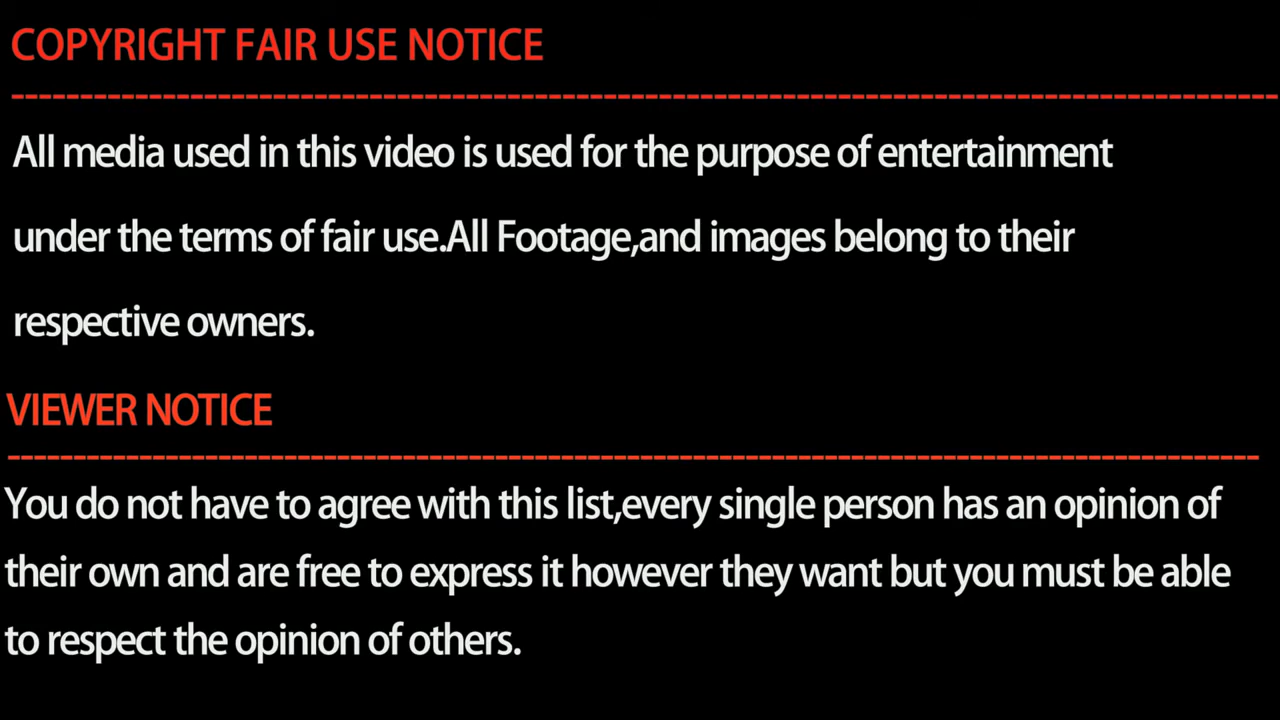 COPYRIGHT FAIR USE NOTICE
All media used in this video is used for the purpose of entertainment
under the terms of fair use.All Footage,and images belong to their
respective owners.
VIEWER NOTICE
You do not have to agree with this list,every single person has an opinion of
their own and are free to express it however they want but you must be able
to respect the opinion of others.